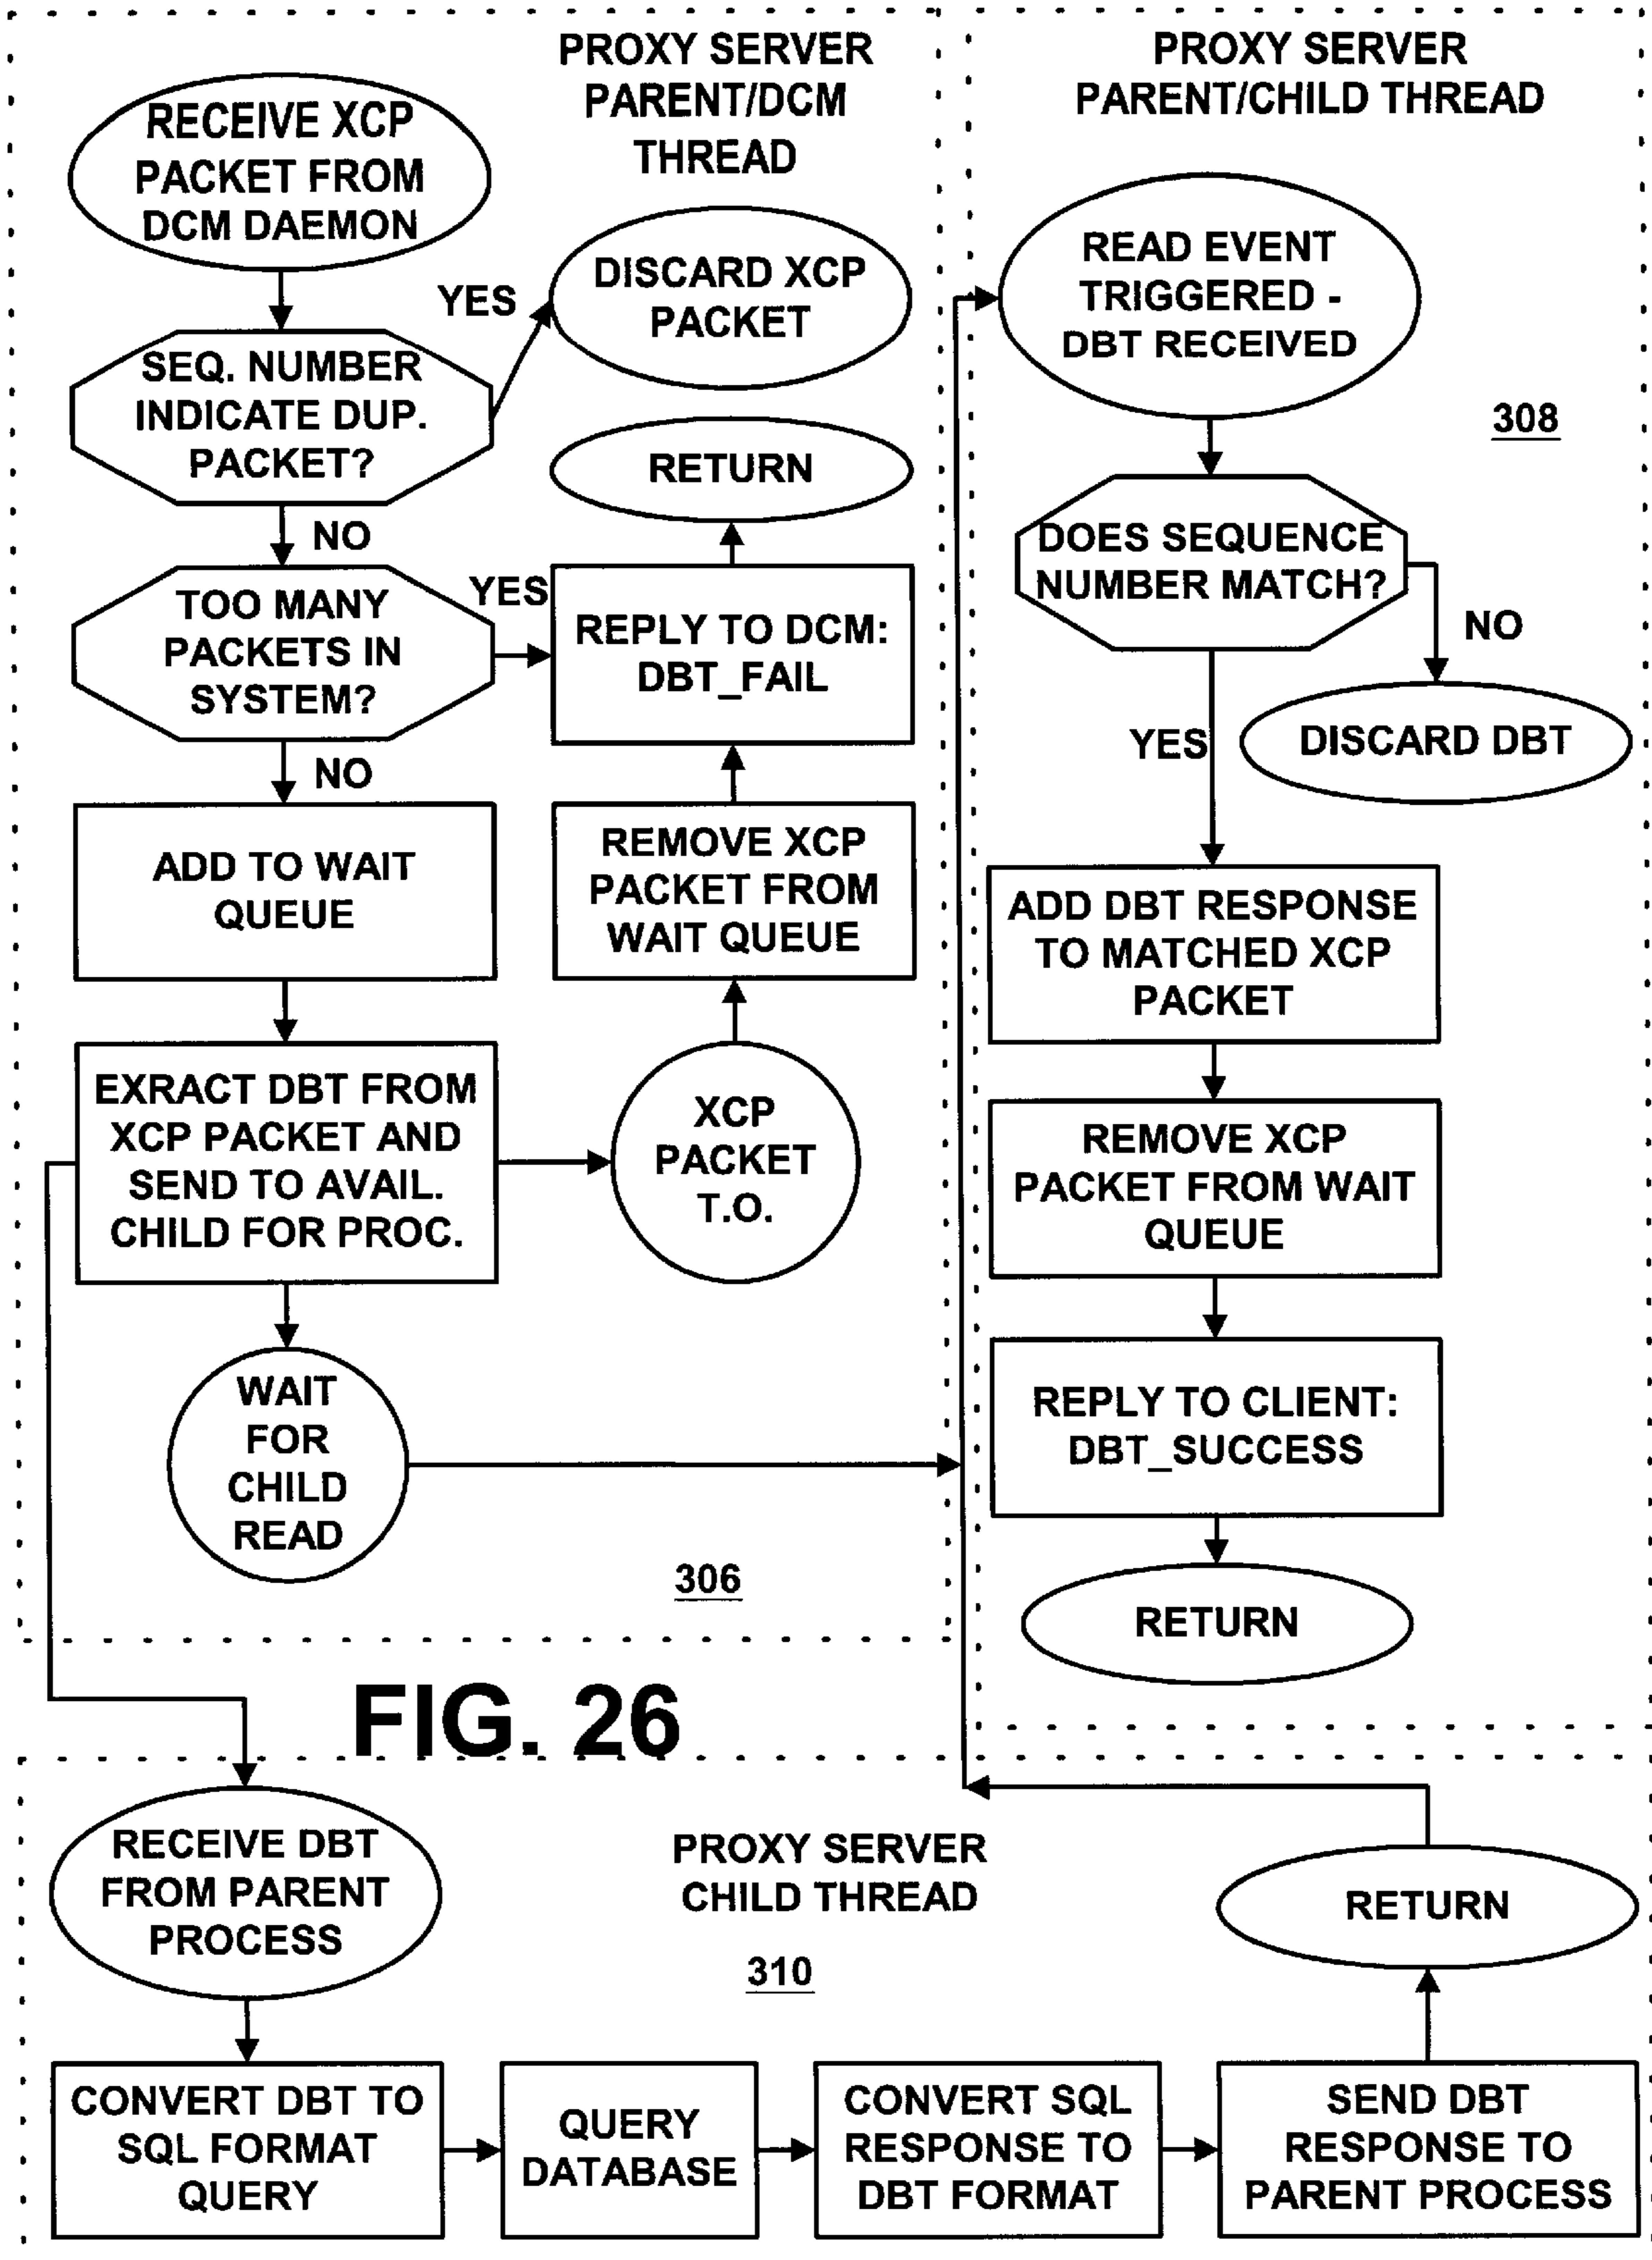 PROXY SERVER
PARENT/DCM
THREAD
RECEIVE XCP
PACKET FROM
DCM DAEMON
YES
DISCARD XCP
PACKET
SEQ. NUMBER
INDICATE DUP.
PACKET?
RETURN
NO
TOO MANY
PACKETS IN
SYSTEM?
YES
REPLY TO DCM:
DBT_FAIL
NO
ADD TO WAIT
QUEUE
REMOVE XCP
PACKET FROM
WAIT QUEUE
EXRACT DBT FROM
XCP PACKET AND
SEND TO AVAIL.
CHILD FOR PROC.
XCP
PACKET
T.O.
WAIT
FOR
CHILD
READ
306
PROXY SERVER
PARENT/CHILD THREAD
READ EVENT
TRIGGERED -
DBT RECEIVED
308
DOES SEQUENCE
NUMBER MATCH?
NO
YES
DISCARD DBT
ADD DBT RESPONSE
TO MATCHED XCP
PACKET
REMOVE XCP
PACKET FROM WAIT
QUEUE
REPLY TO CLIENT:
DBT_SUCCESS
RETURN
FIG. 26
RECEIVE DBT
FROM PARENT
PROCESS
PROXY SERVER
CHILD THREAD
310
RETURN
CONVERT DBT TO
SQL FORMAT
QUERY
QUERY
DATABASE
CONVERT SQL
RESPONSE TO
DBT FORMAT
SEND DBT
RESPONSE TO
PARENT PROCESS